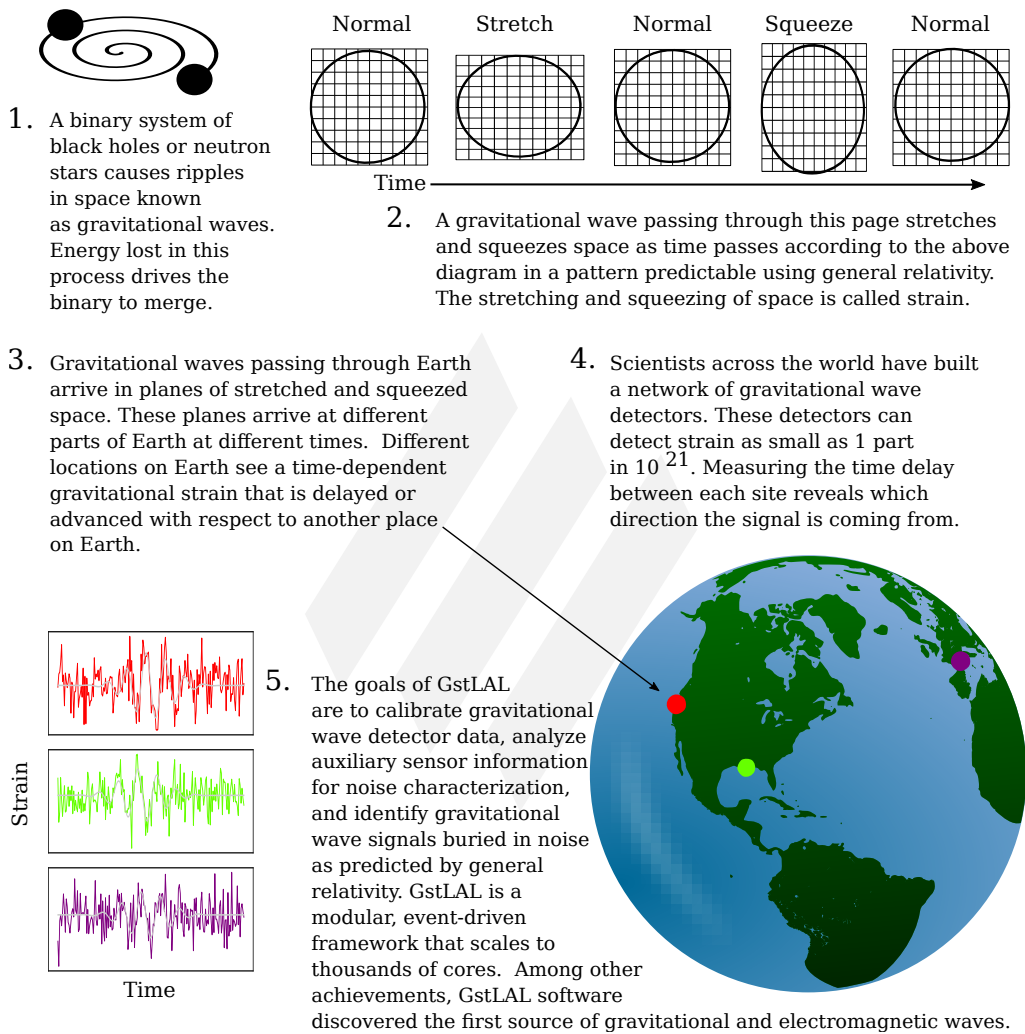 Normal Stretch Normal Squeeze Normal
Time
1. A binary system of
black holes or neutron
stars causes ripples
in space known
as gravitational waves.
Energy lost in this
process drives the
binary to merge.
2. A gravitational wave passing through this page stretches
and squeezes space as time passes according to the above
diagram in a pattern predictable using general relativity.
The stretching and squeezing of space is called strain.
3. Gravitational waves passing through Earth
arrive in planes of stretched and squeezed
space. These planes arrive at different
parts of Earth at different times. Different
locations on Earth see a time-dependent
gravitational strain that is delayed or
advanced with respect to another place
on Earth.
4. Scientists across the world have built
a network of gravitational wave
detectors. These detectors can
detect strain as small as 1 part
in 10 21. Measuring the time delay
between each site reveals which
direction the signal is coming from.
Strain
Time
5. The goals of GstLAL
are to calibrate gravitational
wave detector data, analyze
auxiliary sensor information
for noise characterization,
and identify gravitational
wave signals buried in noise
as predicted by general
relativity. GstLAL is a
modular, event-driven
framework that scales to
thousands of cores. Among other
achievements, GstLAL software
discovered the first source of gravitational and electromagnetic waves.